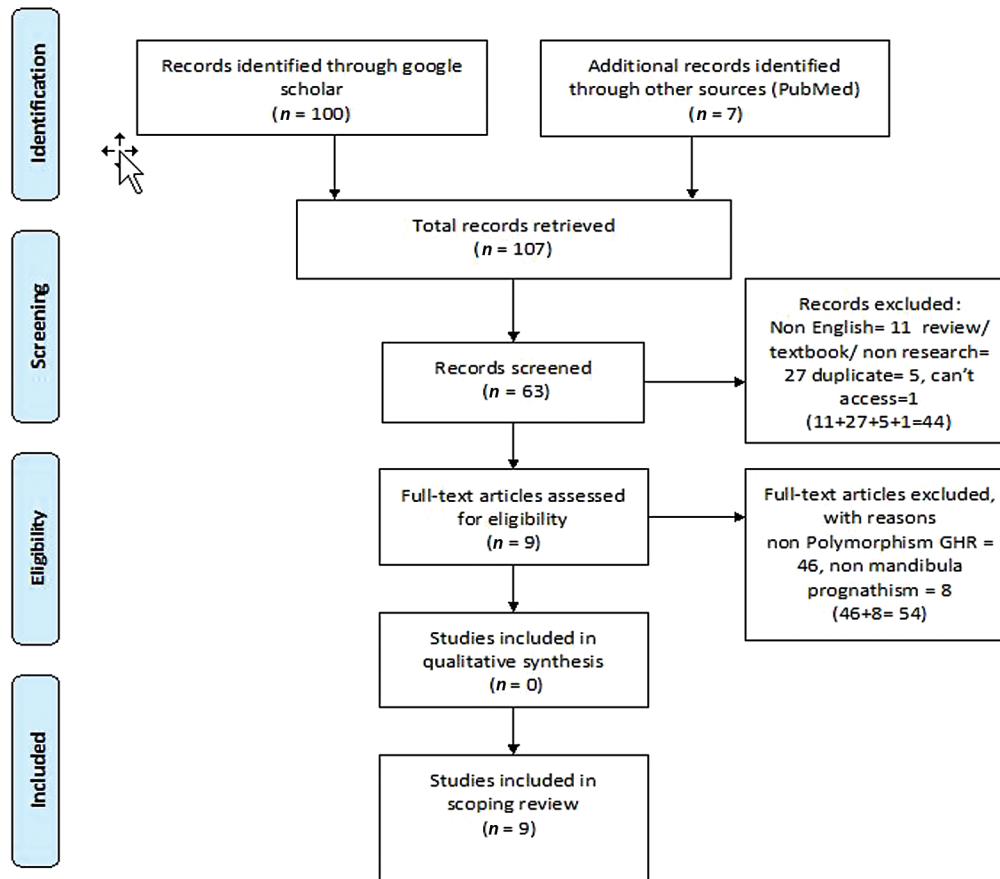 Identification
Records identified through google
scholar
(n = 100)
Additional records identified
through other sources (PubMed)
(n = 7)
Total records retrieved
(n = 107)
Screening
Records screened
(n = 63)
Records excluded:
Non English= 11 review/
textbook/ non research=
27 duplicate= 5, can't
access=1
(11+27+5+1=44)
Eligibility
Full-text articles assessed
for eligibility
(n = 9)
Full-text articles excluded,
with reasons
non Polymorphism GHR =
46, non mandibula
prognathism = 8
(46+8= 54)
Studies included in
qualitative synthesis
(n = 0)
Included
Studies included in
scoping review
(n = 9)